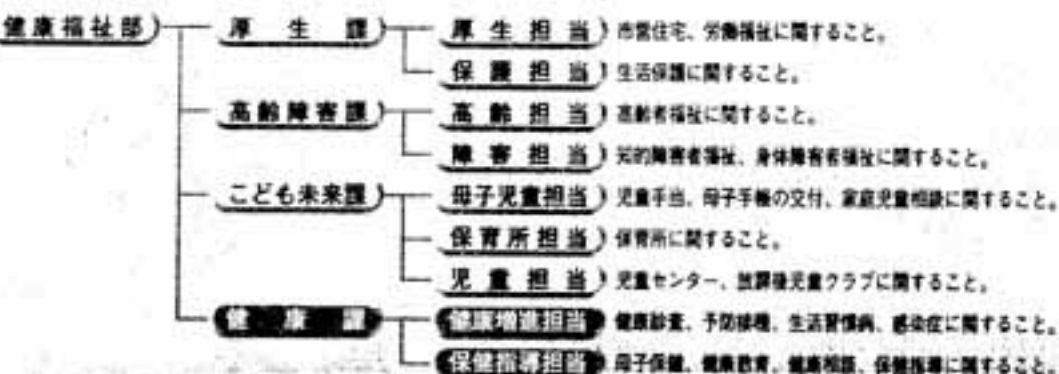 健康福祉部 厚生課 厚生担当 市営住宅、労働福祉に関すること。
保護担当 生活保護に関すること。
高齢障害課 高齢担当 高齢者福祉に関すること。
障害担当 知的障害者福祉、身体障害者福祉に関すること。
こども未来課 母子児童担当 児童手当、母子手帳の交付、家庭児童相談に関すること。
保育所担当 保育所に関すること。
児童担当 児童センター、放課後児童クラブに関すること。
健康課 健康増進担当 健康診査、予防接種、生活習慣病、感染症に関すること。
保健指導担当 母子保健、健康教育、健康相談、保健指導に関すること。